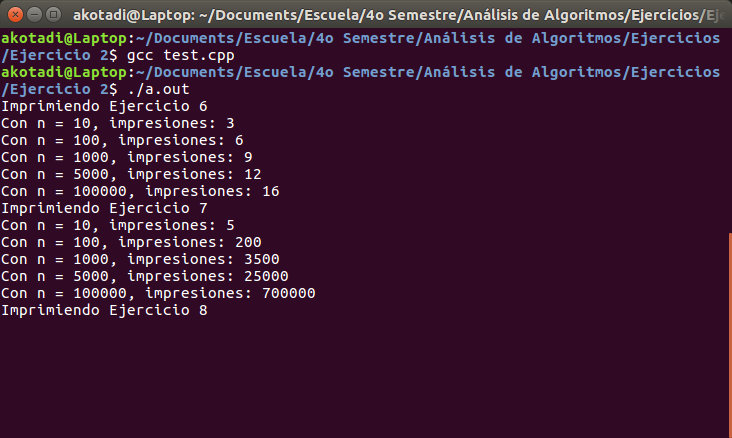 akotadi@Laptop: ~/Documents/Escuela/4o Semestre/Análisis de Algoritmos/Ejercicios/Eje
akotadi@Laptop:~/Documents/Escuela/4o Semestre/Análisis de Algoritmos/Ejercicios
/Ejercicio 2$ gcc test.cpp
akotadi@Laptop:~/Documents/Escuela/4o Semestre/Análisis de Algoritmos/Ejercicios
/Ejercicio 2$ ./a.out
Imprimiendo Ejercicio 6
Con n = 10, impresiones: 3
Con n = 100, impresiones: 6
Con n = 1000, impresiones: 9
Con n = 5000, impresiones: 12
Con n = 100000, impresiones: 16
Imprimiendo Ejercicio 7
Con n = 10, impresiones: 5
Con n = 100, impresiones: 200
Con n = 1000, impresiones: 3500
Con n = 5000, impresiones: 25000
Con n = 100000, impresiones: 700000
Imprimiendo Ejercicio 8